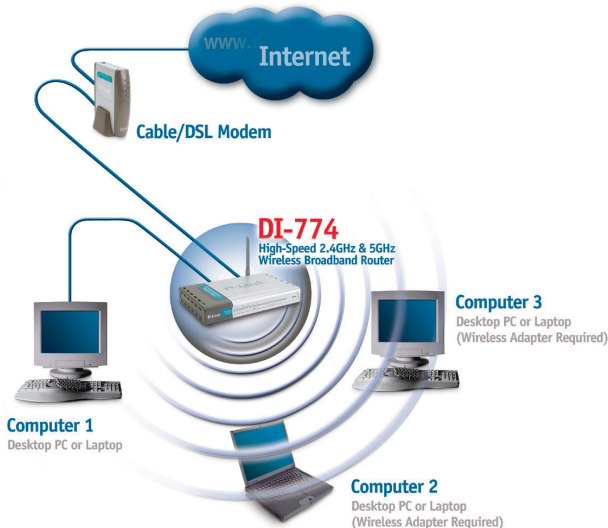 www.
Internet
Cable/DSL Modem
DI-774
High-Speed 2.4GHz & 5GHz
Wireless Broadband Router
D-Link
D-Link
Computer 3
Desktop PC or Laptop
(Wireless Adapter Required)
Computer 1
Desktop PC or Laptop
Computer 2
Desktop PC or Laptop
(Wireless Adapter Required)